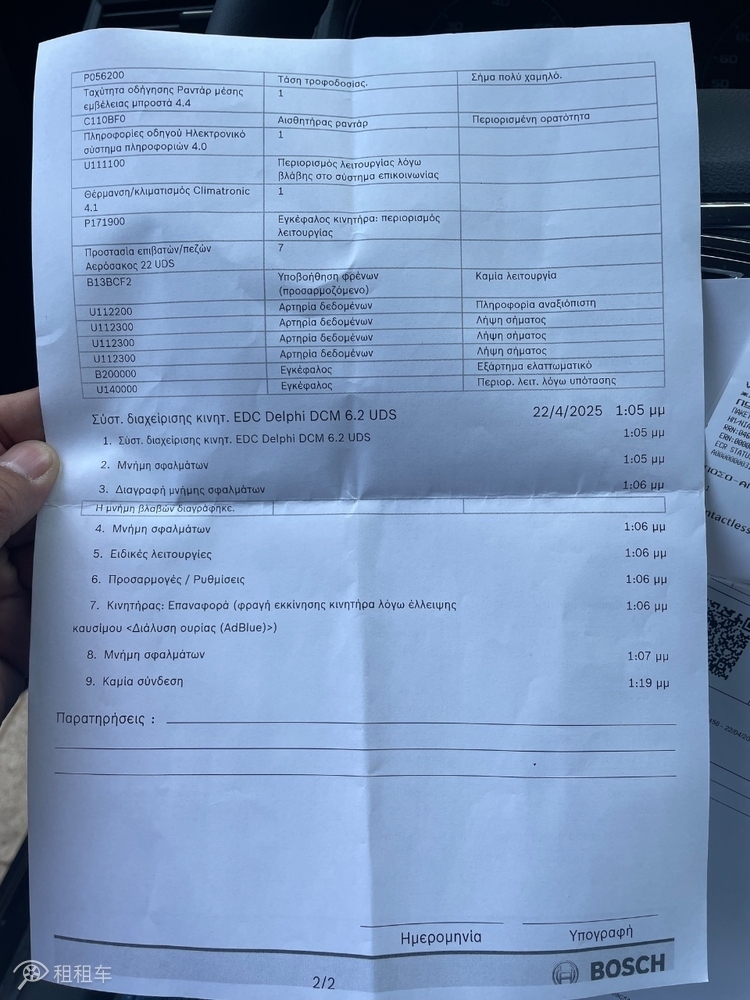 P056200 Τάση τροφοδοσίας. Σήμα πολύ χαμηλό.
Ταχύτητα οδήγησης Ραντάρ μέσης 1
εμβέλειας μπροστά 4.4
C110BF0 Αισθητήρας ραντάρ Περιορισμένη ορατότητα
Πληροφορίες οδηγού Ηλεκτρονικό 1
σύστημα πληροφοριών 4.0
U111100 Περιορισμός λειτουργίας λόγω
βλάβης στο σύστημα επικοινωνίας
Θέρμανση/κλιματισμός Climatronic 1
4.1
P171900 Εγκέφαλος κινητήρα: περιορισμός
λειτουργίας
Προστασία επιβατών/πεζών 7
Αερόσακος 22 UDS
B13BCF2 Υποβοήθηση φρένων Καμία λειτουργία
(προσαρμοζόμενο)
U112200 Αρτηρία δεδομένων Πληροφορία αναξιόπιστη
U112300 Αρτηρία δεδομένων Λήψη σήματος
U112300 Αρτηρία δεδομένων Λήψη σήματος
U112300 Αρτηρία δεδομένων Λήψη σήματος
B200000 Εγκέφαλος Εξάρτημα ελαττωματικό
U140000 Εγκέφαλος Περιορ. λειτ. λόγω υπότασης
Σύστ. διαχείρισης κινητ. EDC Delphi DCM 6.2 UDS 22/4/2025 1:05 μμ
1. Σύστ. διαχείρισης κινητ. EDC Delphi DCM 6.2 UDS 1:05 μμ
2. Μνήμη σφαλμάτων 1:05 μμ
3. Διαγραφή μνήμης σφαλμάτων 1:06 μμ
Η μνήμη βλαβών διαγράφηκε.
4. Μνήμη σφαλμάτων 1:06 μμ
5. Ειδικές λειτουργίες 1:06 μμ
6. Προσαρμογές / Ρυθμίσεις 1:06 μμ
7. Κινητήρας: Επαναφορά (φραγή εκκίνησης κινητήρα λόγω έλλειψης 1:06 μμ
καυσίμου <Διάλυση ουρίας (AdBlue)>)
8. Μνήμη σφαλμάτων 1:07 μμ
9. Καμία σύνδεση 1:19 μμ
Παρατηρήσεις :
Ημερομηνία Υπογραφή
2/2 BOSCH
租租车
ECR STATUS
ntactless